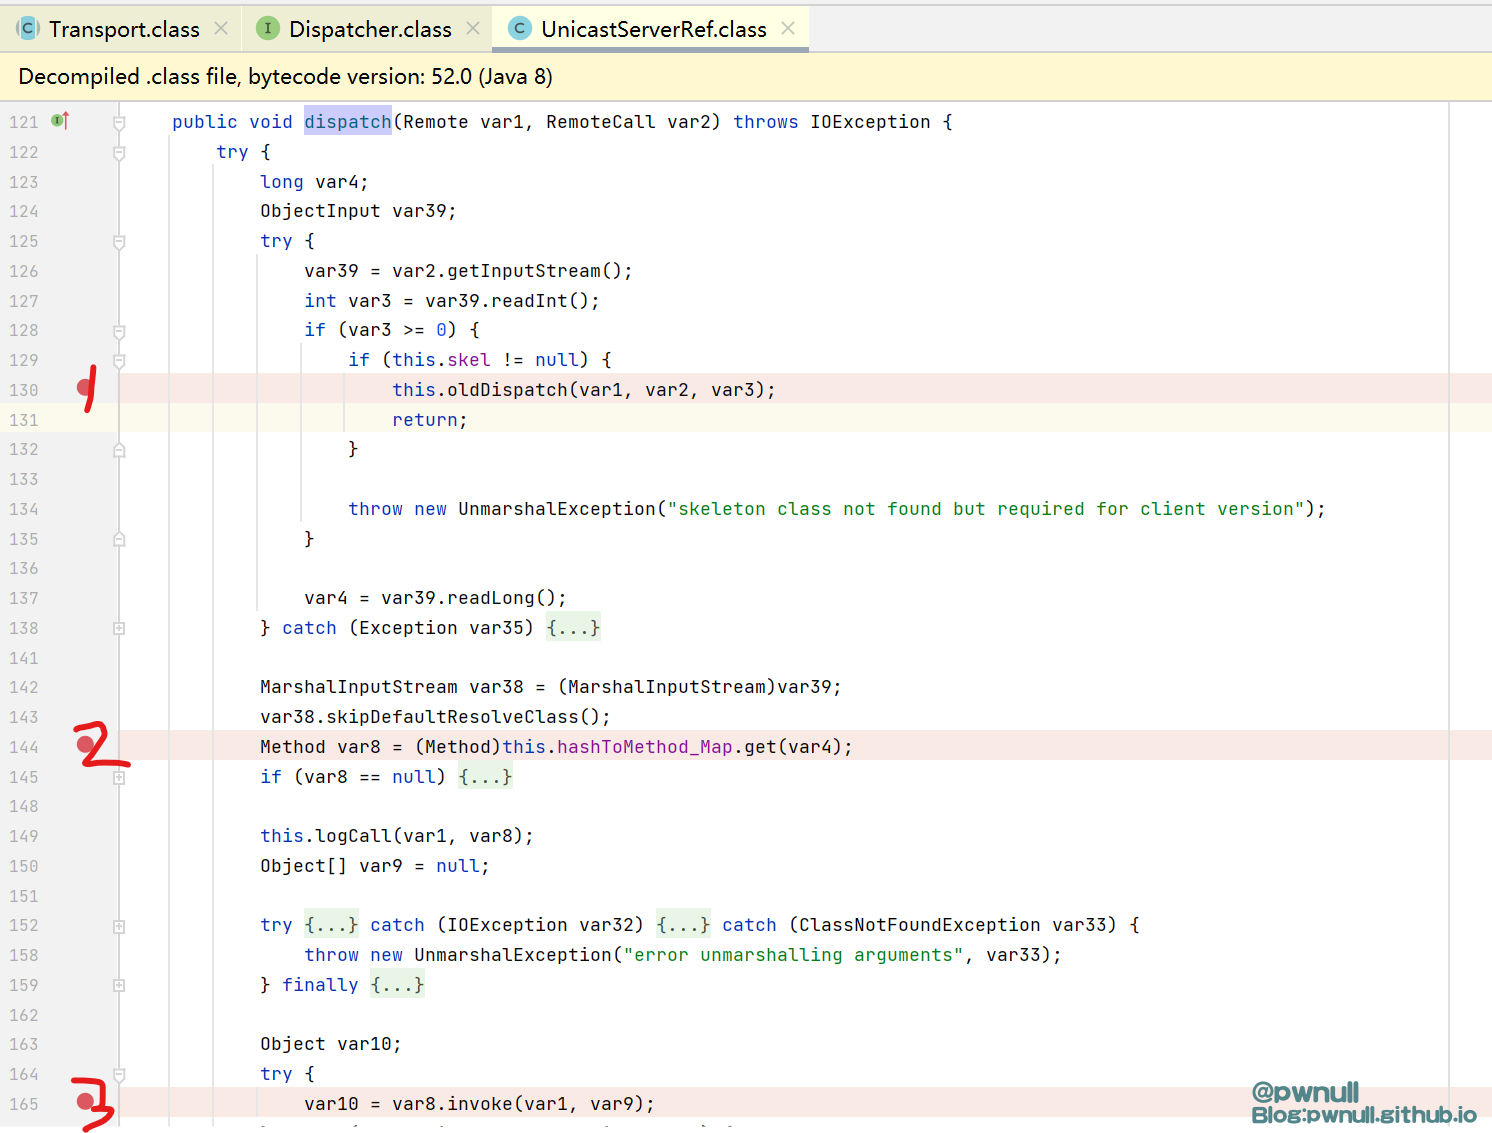 C Transport.class × I Dispatcher.class × C UnicastServerRef.class ×
Decompiled .class file, bytecode version: 52.0 (Java 8)
121 I public void dispatch(Remote var1, RemoteCall var2) throws IOException {
122 try {
123 long var4;
124 ObjectInput var39;
125 try {
126 var39 = var2.getInputStream();
127 int var3 = var39.readInt();
128 if (var3 >= 0) {
129 if (this.skel != null) {
130 1 this.oldDispatch(var1, var2, var3);
131 return;
132 }
133
134 throw new UnmarshalException("skeleton class not found but required for client version");
135 }
136
137 var4 = var39.readLong();
138 } catch (Exception var35) {...}
141
142 MarshalInputStream var38 = (MarshalInputStream)var39;
143 var38.skipDefaultResolveClass();
144 2 Method var8 = (Method)this.hashToMethod_Map.get(var4);
145 if (var8 == null) {...}
148
149 this.logCall(var1, var8);
150 Object[] var9 = null;
151
152 try {...} catch (IOException var32) {...} catch (ClassNotFoundException var33) {
158 throw new UnmarshalException("error unmarshalling arguments", var33);
159 } finally {...}
162
163 Object var10;
164 try {
165 3 var10 = var8.invoke(var1, var9);
@pwnull
Blog:pwnull.github.io